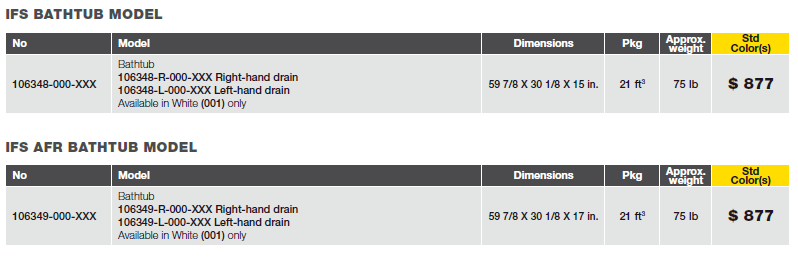 IFS BATHTUB MODEL
No Model Dimensions Pkg Approx. weight Std Color(s)
Bathtub
106348-R-000-XXX Right-hand drain
106348-000-XXX 106348-L-000-XXX Left-hand drain 59 7/8 X 30 1/8 X 15 in. 21 ft³ 75 lb $ 877
Available in White (001) only
IFS AFR BATHTUB MODEL
No Model Dimensions Pkg Approx. weight Std Color(s)
Bathtub
106349-R-000-XXX Right-hand drain
106349-000-XXX 106349-L-000-XXX Left-hand drain 59 7/8 X 30 1/8 X 17 in. 21 ft³ 75 lb $ 877
Available in White (001) only